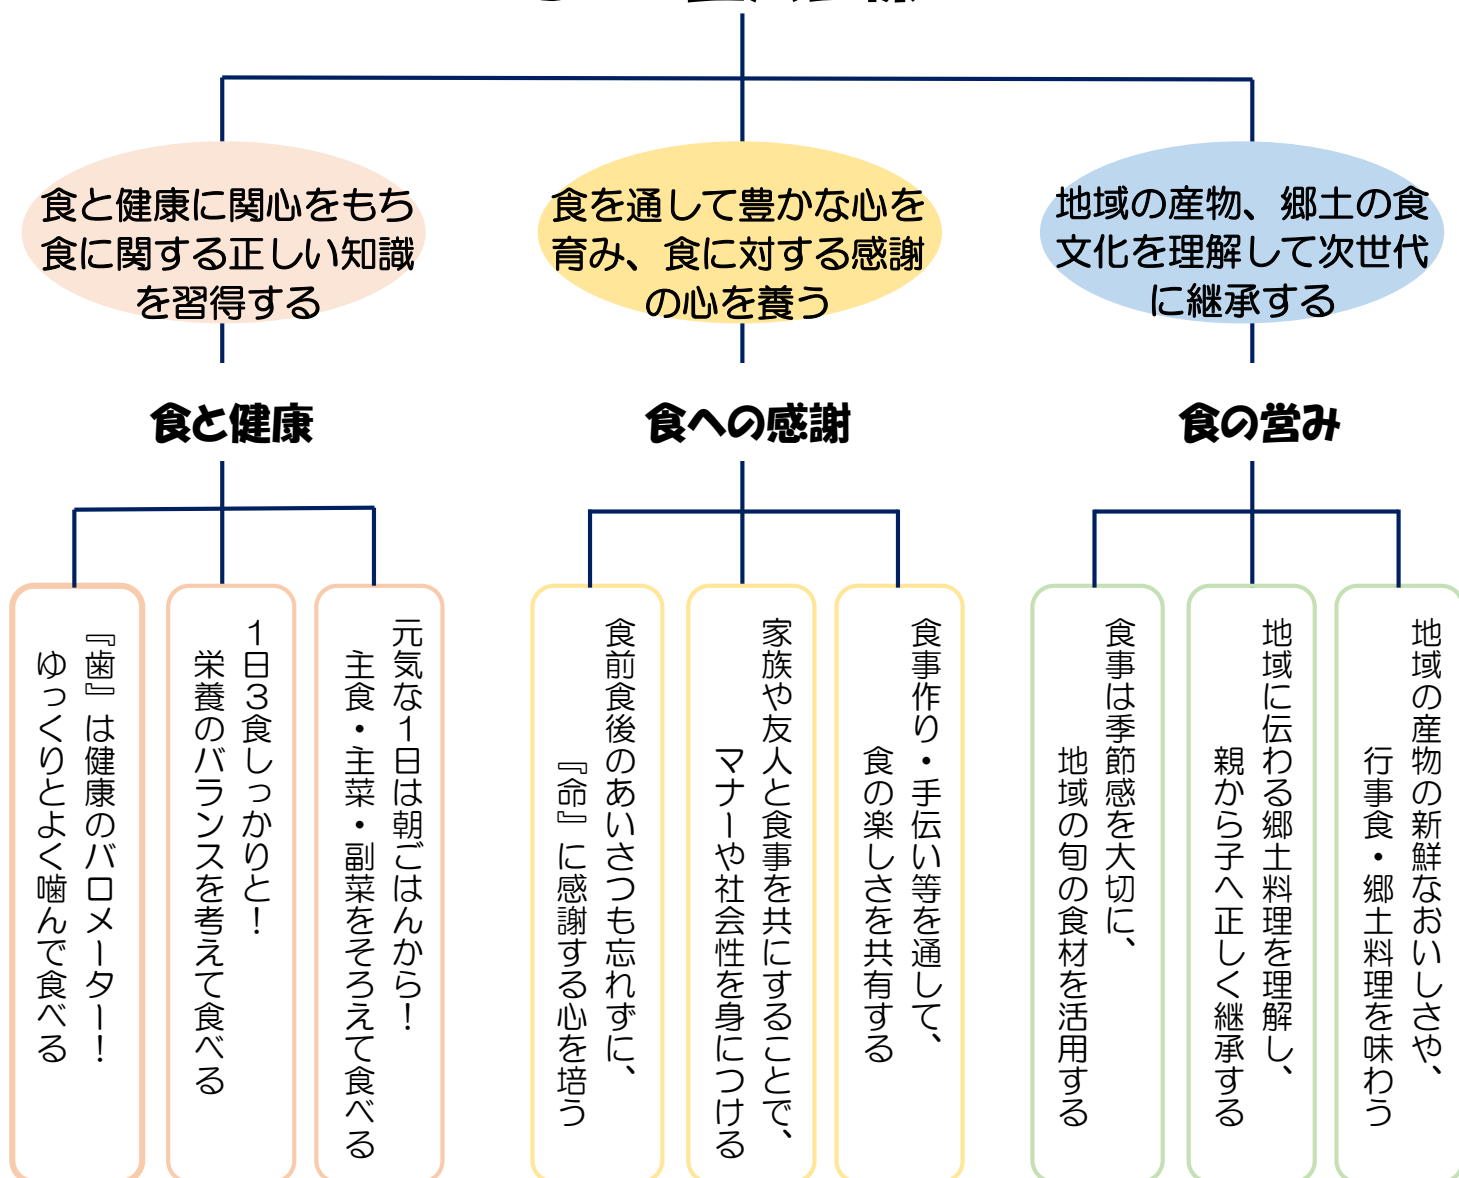 食と健康に関心をもち
食に関する正しい知識
を習得する
食を通して豊かな心を
育み、食に対する感謝
の心を養う
地域の産物、郷土の食
文化を理解して次世代
に継承する
食と健康
食への感謝
食の営み
元気な1日は朝ごはんから!
主食・主菜・副菜をそろえて食べる
1日3食しっかりと!
栄養のバランスを考えて食べる
『歯』は健康のバロメーター!
ゆっくりとよく噛んで食べる
食事作り・手伝い等を通して、
食の楽しさを共有する
家族や友人と食事を共にすることで、
マナーや社会性を身につける
食前食後のあいさつも忘れずに、
『命』に感謝する心を培う
地域の産物の新鮮なおいしさや、
行事食・郷土料理を味わう
地域に伝わる郷土料理を理解し、
親から子へ正しく継承する
食事は季節感を大切に、
地域の旬の食材を活用する